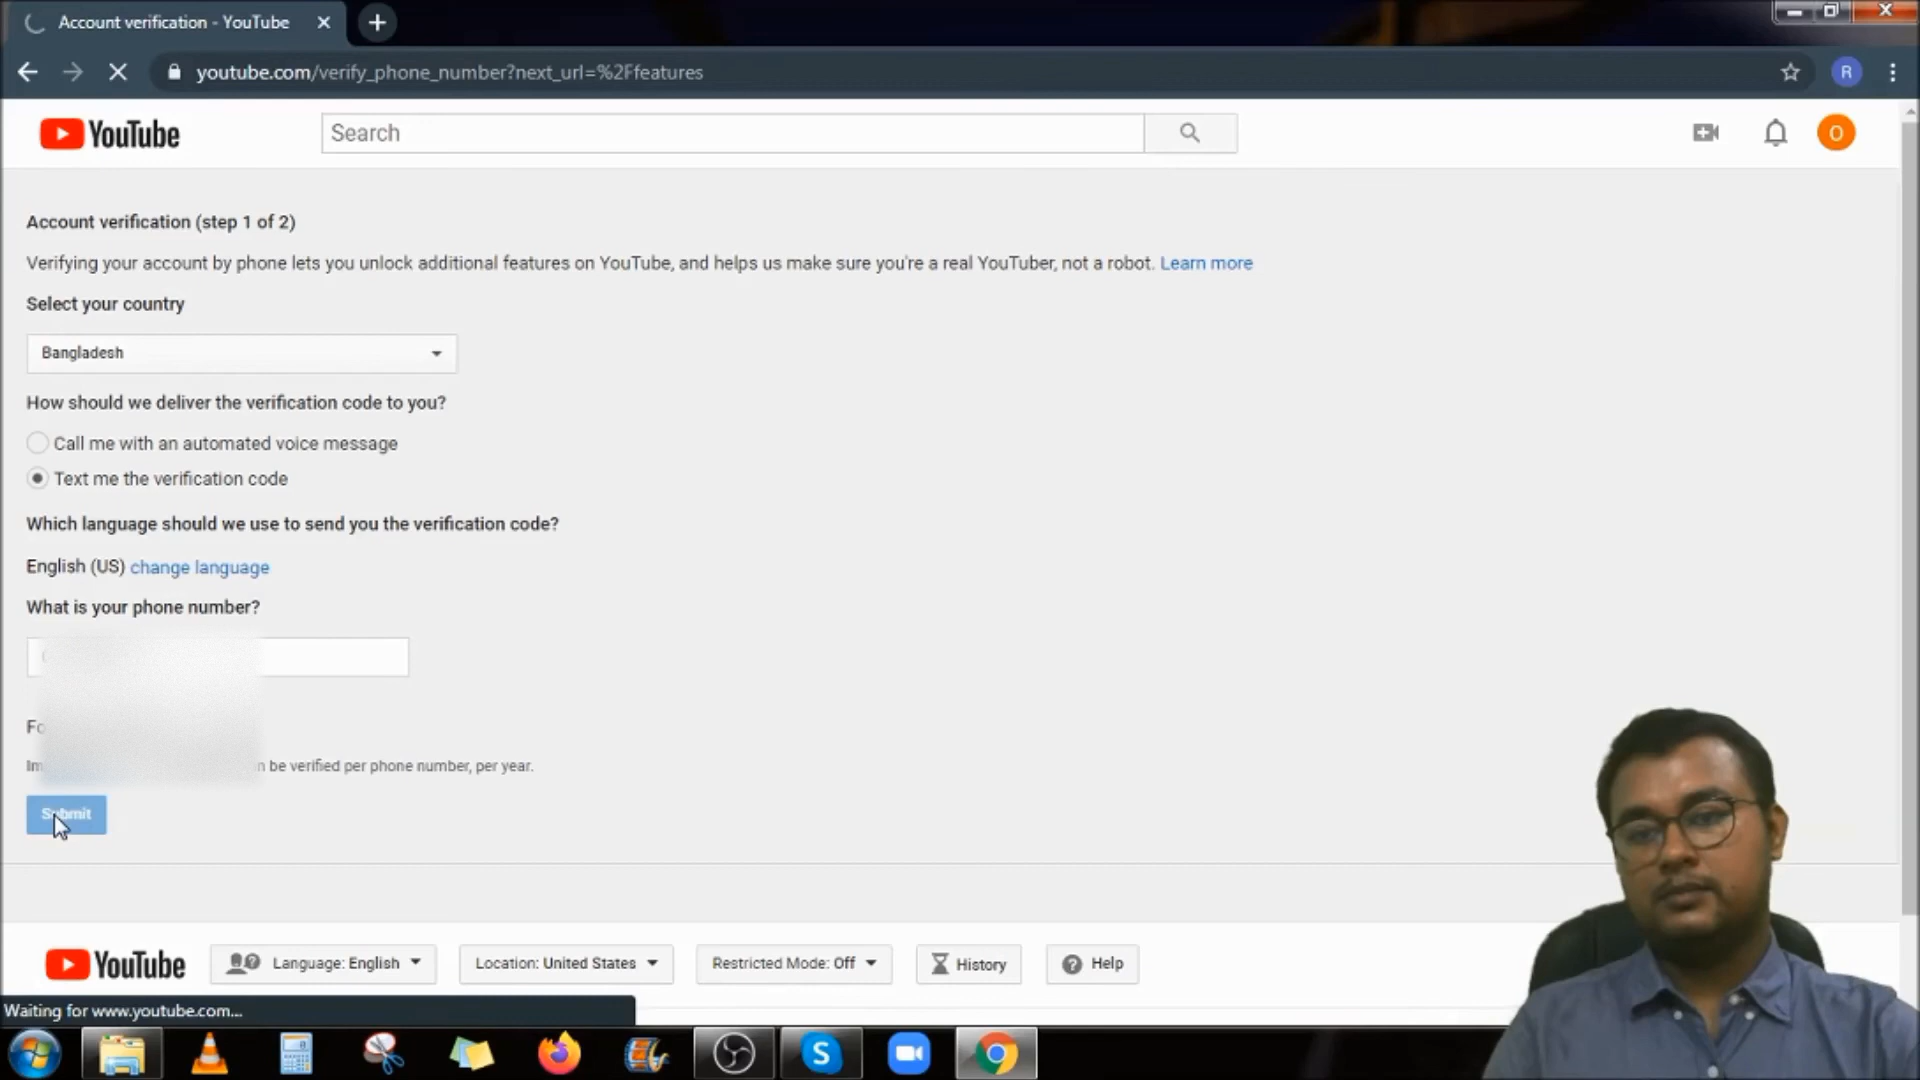 Account verification - YouTube
youtube.com/verify_phone_number?next_url=%2Ffeatures
R
YouTube
Search
O
Account verification (step 1 of 2)
Verifying your account by phone lets you unlock additional features on YouTube, and helps us make sure you're a real YouTuber, not a robot. Learn more
Select your country
Bangladesh
How should we deliver the verification code to you?
Call me with an automated voice message
Text me the verification code
Which language should we use to send you the verification code?
English (US) change language
What is your phone number?
be verified per phone number, per year.
Submit
YouTube
Language: English
Location: United States
Restricted Mode: Off
History
Help
Waiting for www.youtube.com...